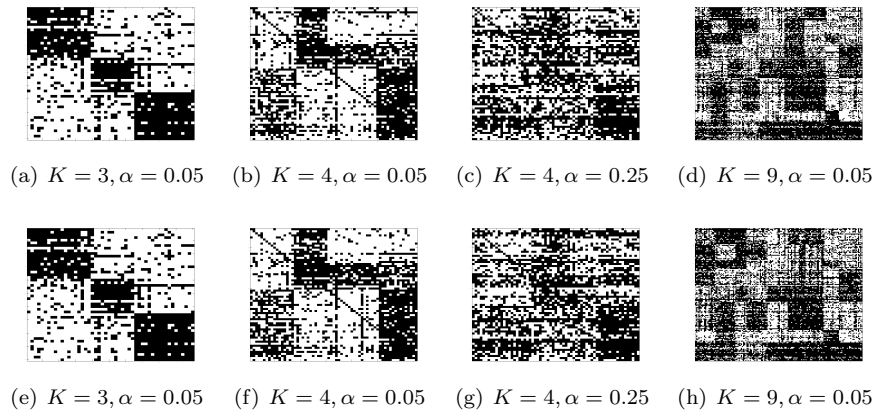 (a) K = 3, α = 0.05 (b) K = 4, α = 0.05 (c) K = 4, α = 0.25 (d) K = 9, α = 0.05
(e) K = 3, α = 0.05 (f) K = 4, α = 0.05 (g) K = 4, α = 0.25 (h) K = 9, α = 0.05